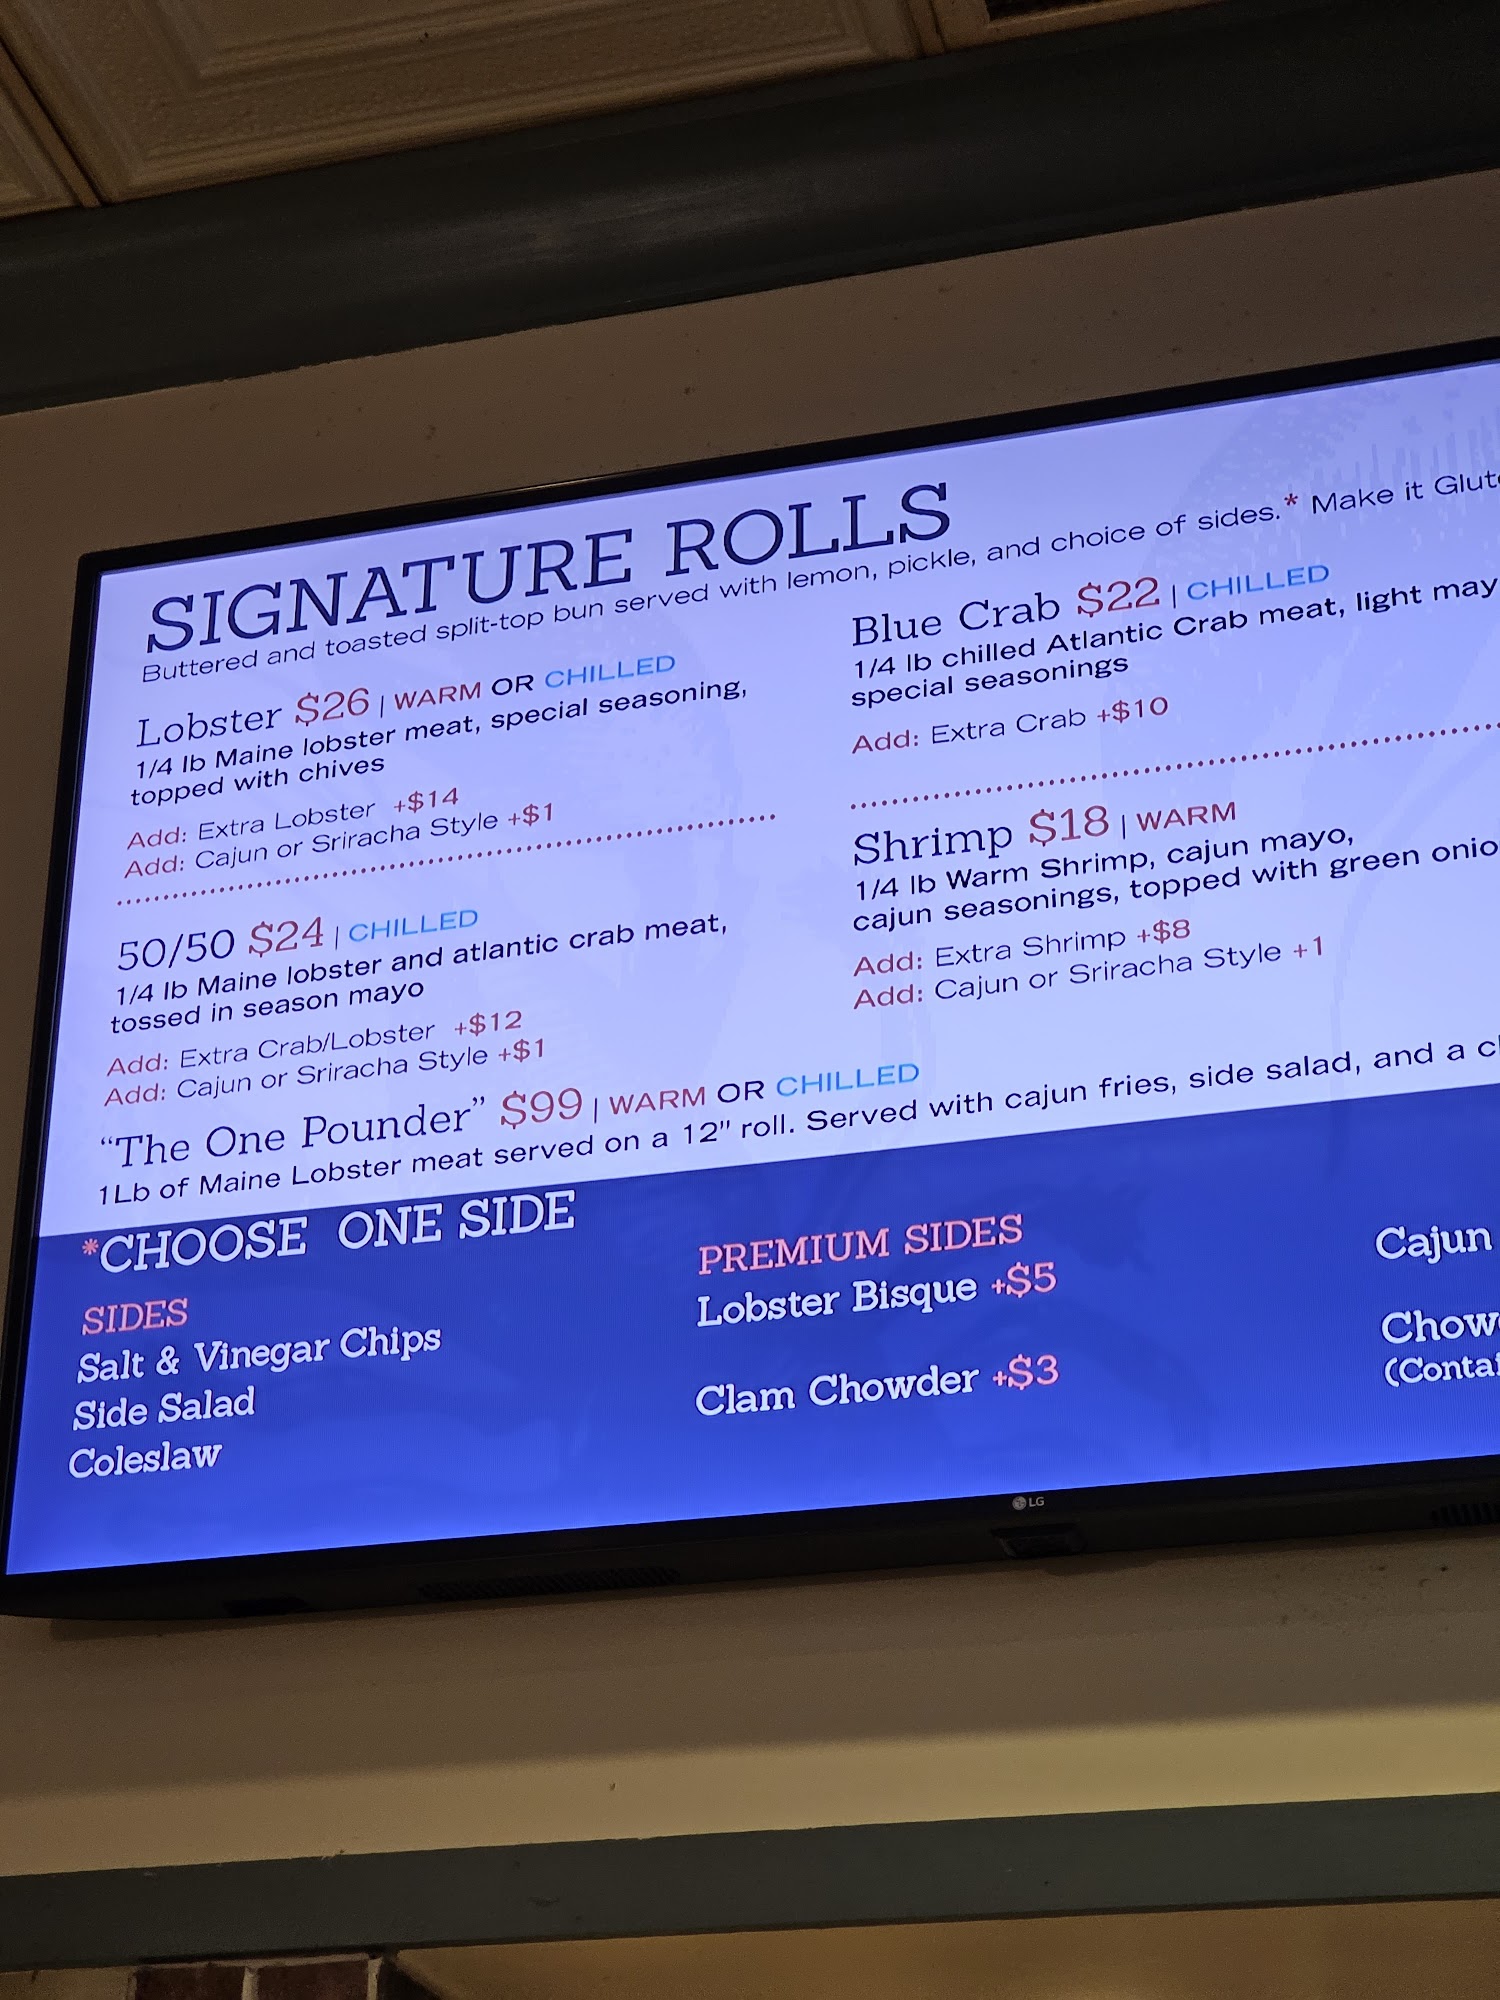 SIGNATURE ROLLS
Buttered and toasted split-top bun served with lemon, pickle, and choice of sides.* Make it
Lobster $26 | WARM OR CHILLED
1/4 lb Maine lobster meat, special seasoning,
topped with chives
Add: Extra Lobster +$14
Add: Cajun or Sriracha Style +$1
50/50 $24 | CHILLED
1/4 lb Maine lobster and atlantic crab meat,
tossed in season mayo
Add: Extra Crab/Lobster +$12
Add: Cajun or Sriracha Style +$1
Blue Crab $22 | CHILLED
1/4 lb chilled Atlantic Crab meat, light
special seasonings
Add: Extra Crab +$10
Shrimp $18 | WARM
1/4 lb Warm Shrimp, cajun mayo,
cajun seasonings, topped with green
Add: Extra Shrimp +$8
Add: Cajun or Sriracha Style +1
“The One Pounder” $99 | WARM OR CHILLED
1Lb of Maine Lobster meat served on a 12" roll. Served with cajun fries, side salad, and a
*CHOOSE ONE SIDE
SIDES
Salt & Vinegar Chips
Side Salad
Coleslaw
PREMIUM SIDES
Lobster Bisque +$5
Clam Chowder +$3
Cajun
LG